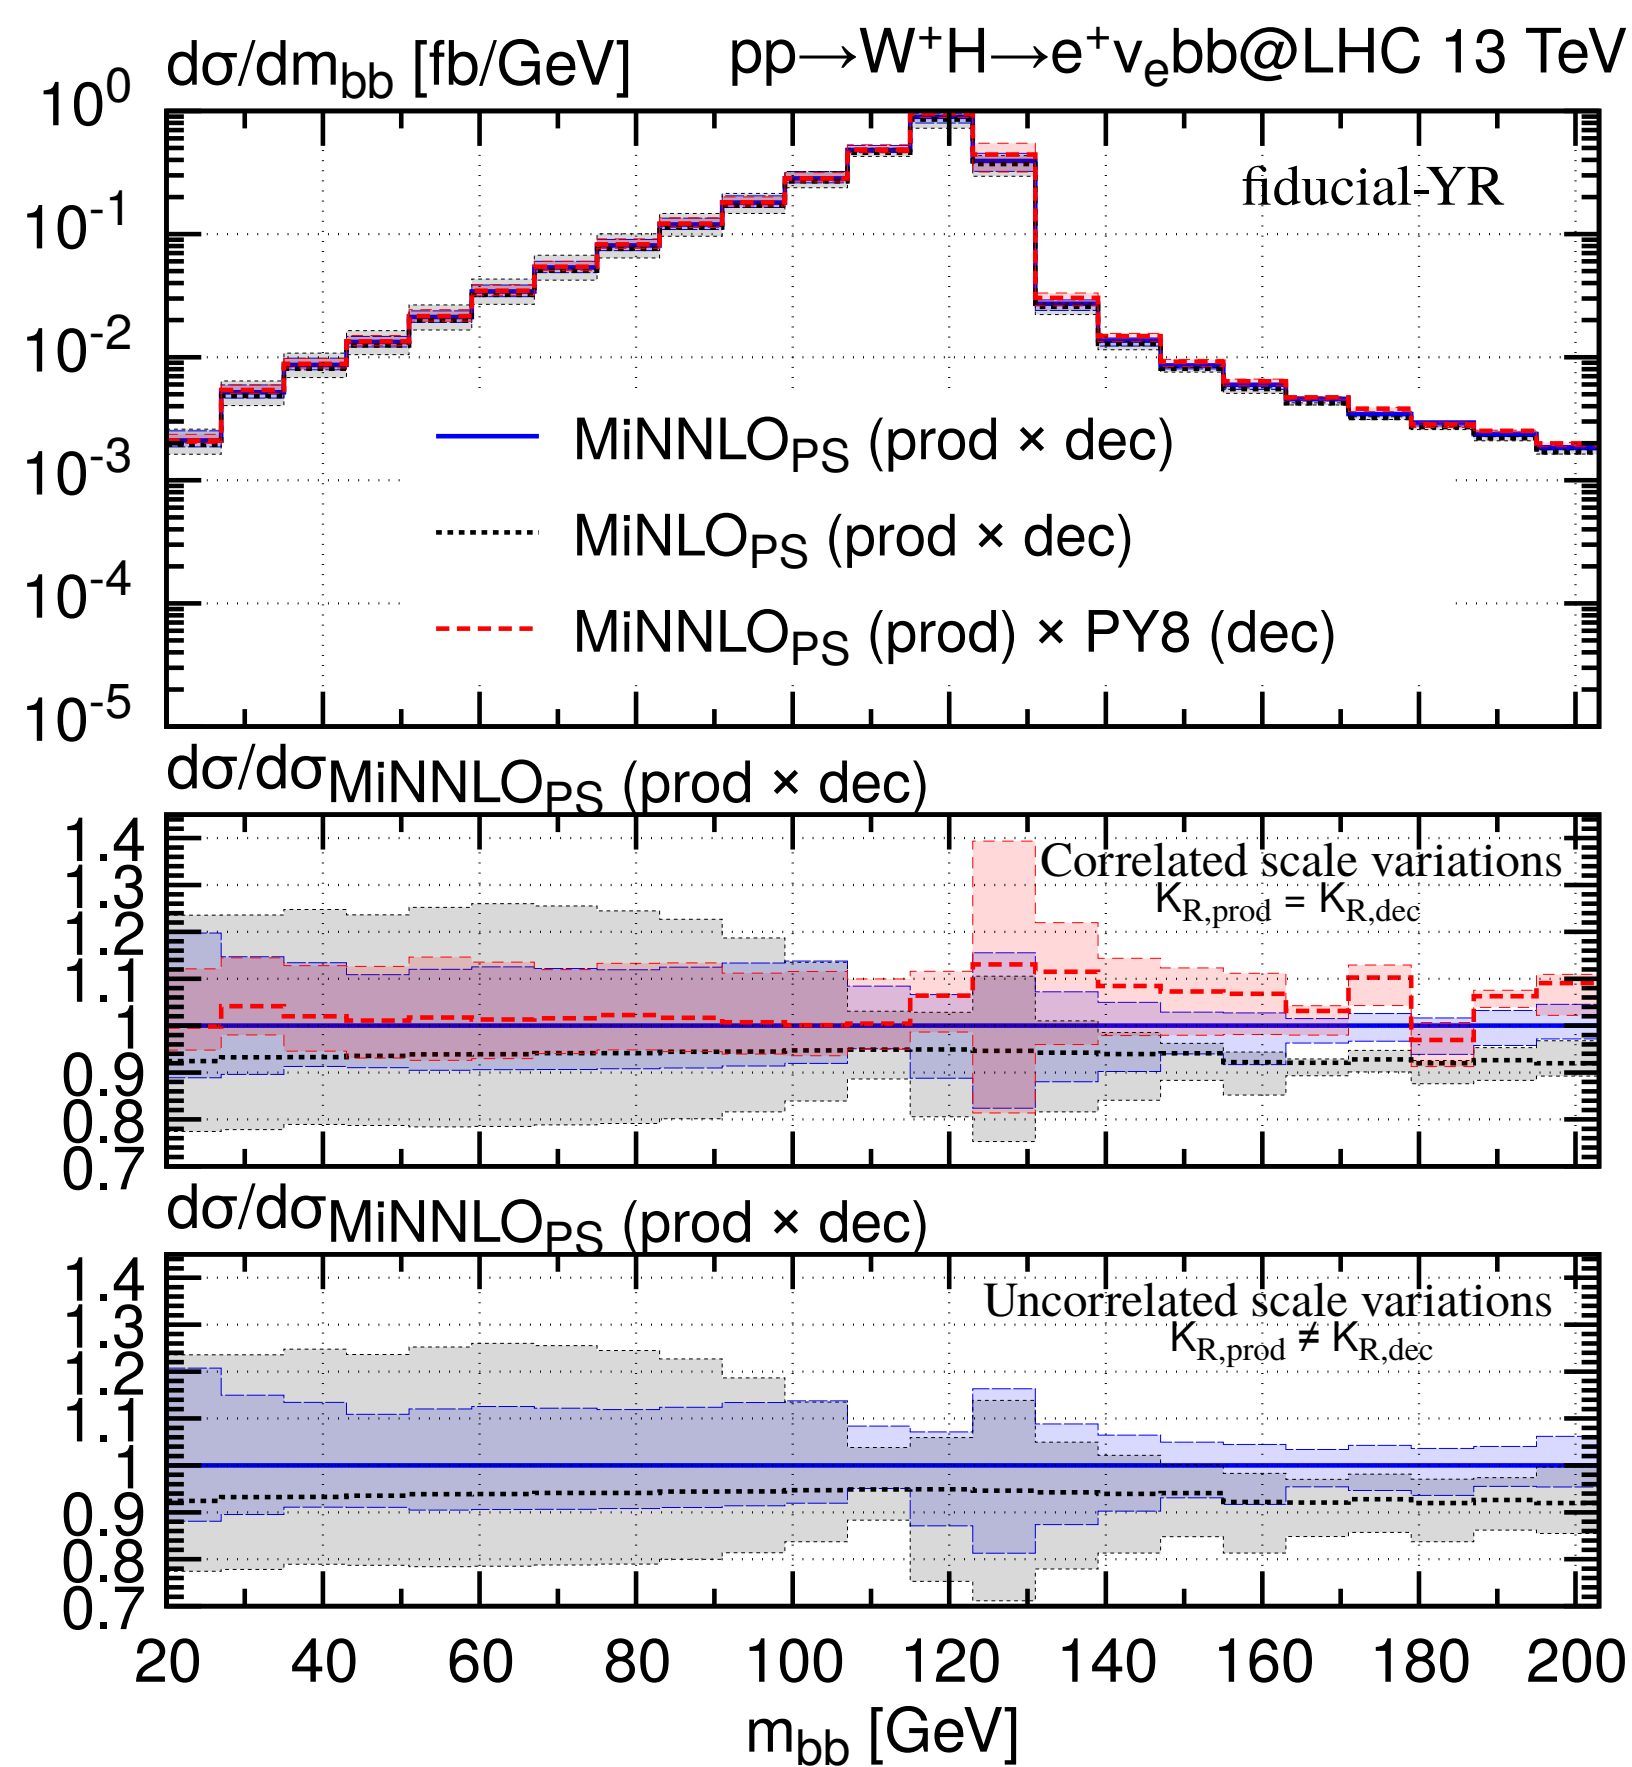 dσ/dm_bb [fb/GeV] pp→W⁺H→e⁺ν_e bb@LHC 13 TeV
10⁰
fiducial-YR
10⁻¹
10⁻²
MiNNLO_PS (prod × dec)
10⁻³
MiNLO_PS (prod × dec)
10⁻⁴
MiNNLO_PS (prod) × PY8 (dec)
10⁻⁵
dσ/dσ_MiNNLO_PS (prod × dec)
1.4
Correlated scale variations
1.3
K_R,prod = K_R,dec
1.2
1.1
1
0.9
0.8
0.7
dσ/dσ_MiNNLO_PS (prod × dec)
1.4
Uncorrelated scale variations
1.3
K_R,prod ≠ K_R,dec
1.2
1.1
1
0.9
0.8
0.7
20 40 60 80 100 120 140 160 180 200
m_bb [GeV]